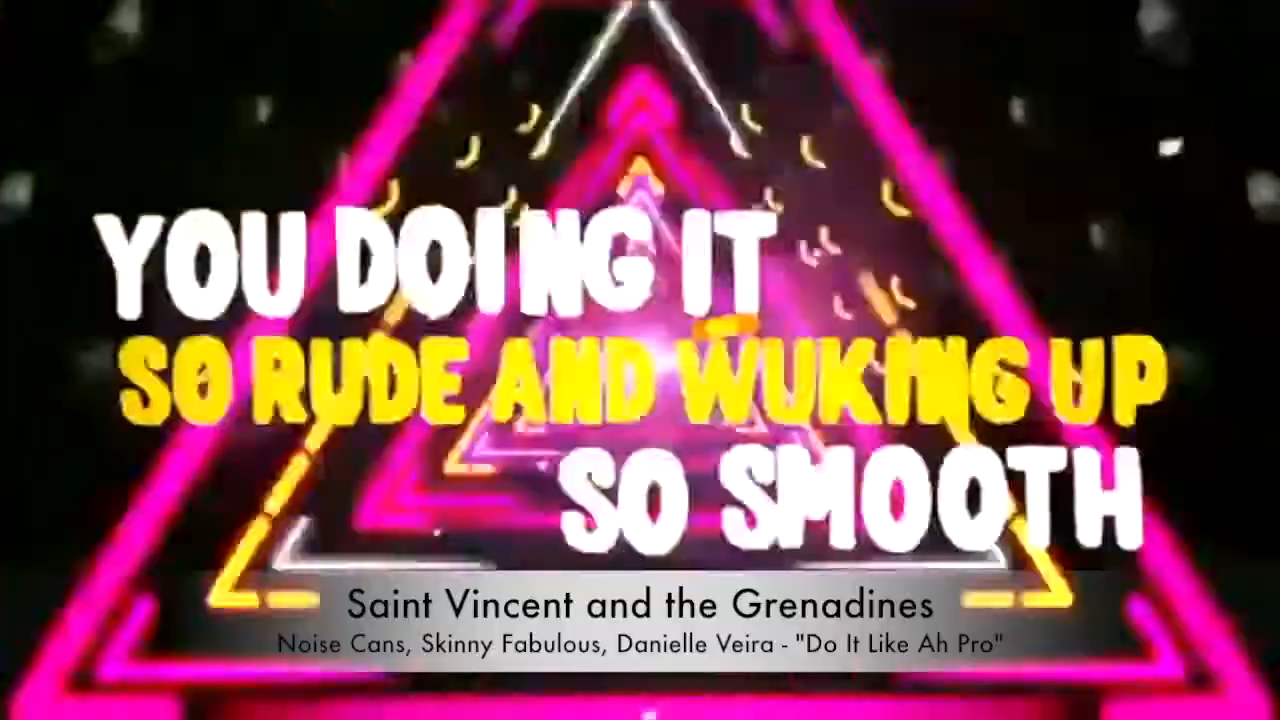 YOU DOING IT
SO RUDE AND WUKING UP
SO SMOOTH
Saint Vincent and the Grenadines
Noise Cans, Skinny Fabulous, Danielle Veira - "Do It Like Ah Pro"